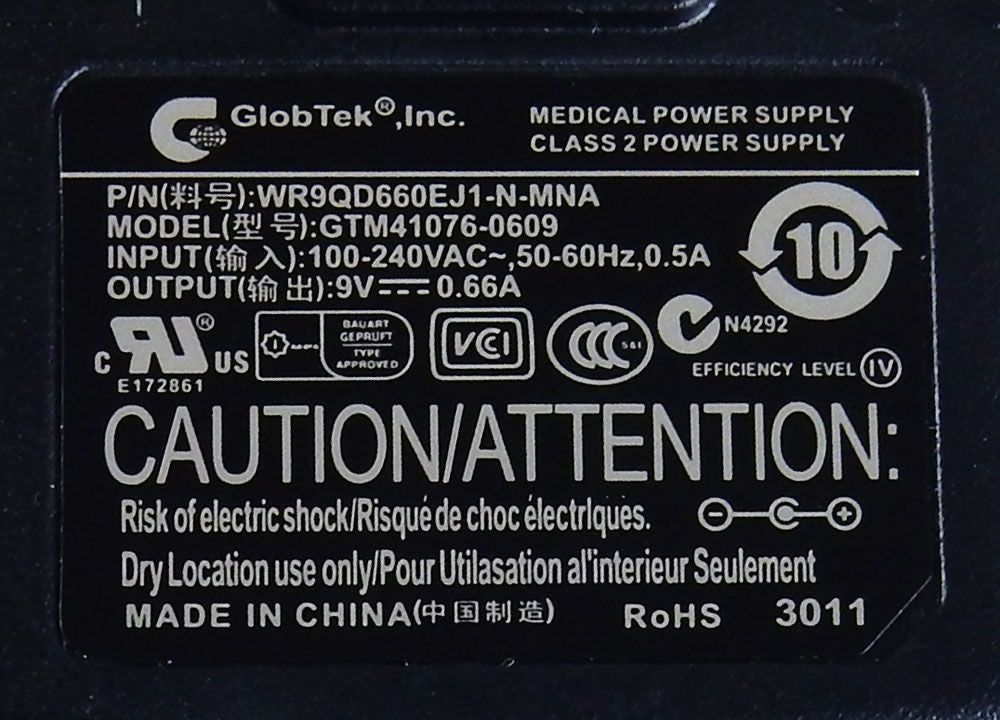 GlobTek®,Inc.
MEDICAL POWER SUPPLY
CLASS 2 POWER SUPPLY
P/N(料号):WR9QD660EJ1-N-MNA
MODEL(型号):GTM41076-0609
INPUT(输入):100-240VAC~,50-60Hz,0.5A
OUTPUT(输出):9V⎓0.66A
10
c RU® US
E172861
BAUART
GEPRUFT
TYPE
APPROVED
VCI
CCC S&E
N4292
EFFICIENCY LEVEL IV
CAUTION/ATTENTION:
Risk of electric shock/Risqué de choc électrIques.
Dry Location use only/Pour Utilasation al'interieur Seulement
MADE IN CHINA(中国制造)
RoHS
3011